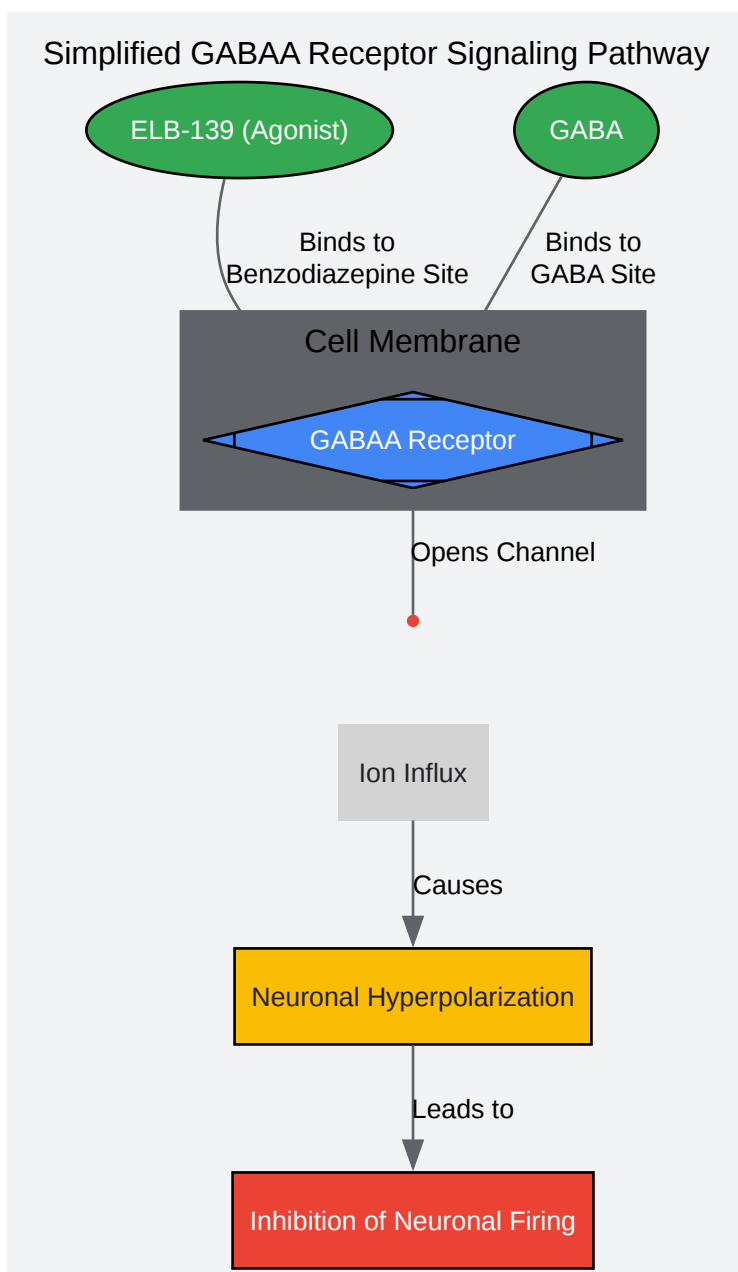 Simplified GABAA Receptor Signaling Pathway
ELB-139 (Agonist)
GABA
Binds to
Benzodiazepine Site
Binds to
GABA Site
Cell Membrane
GABAA Receptor
Opens Channel
Ion Influx
Causes
Neuronal Hyperpolarization
Leads to
Inhibition of Neuronal Firing